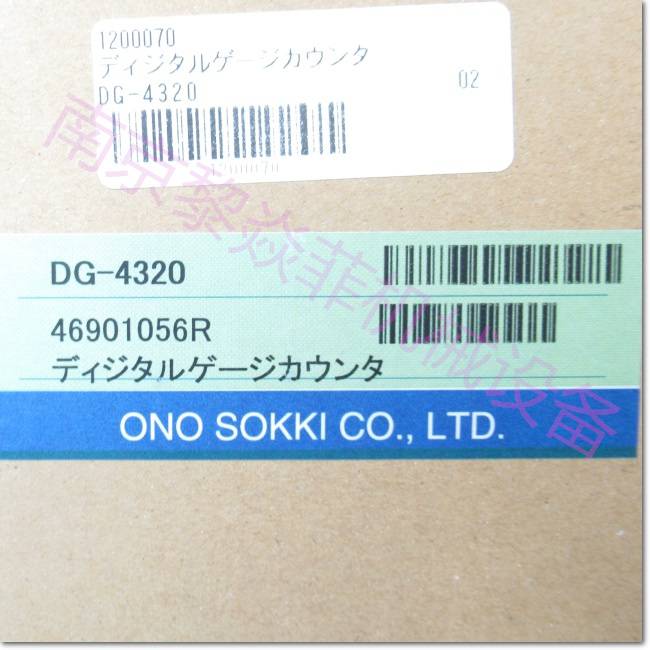 1200070
ディジタルゲージカウンタ
DG-4320
02
1200070
DG-4320
46901056R
ディジタルゲージカウンタ
ONO SOKKI CO., LTD.
南京黎焱菲机械设备